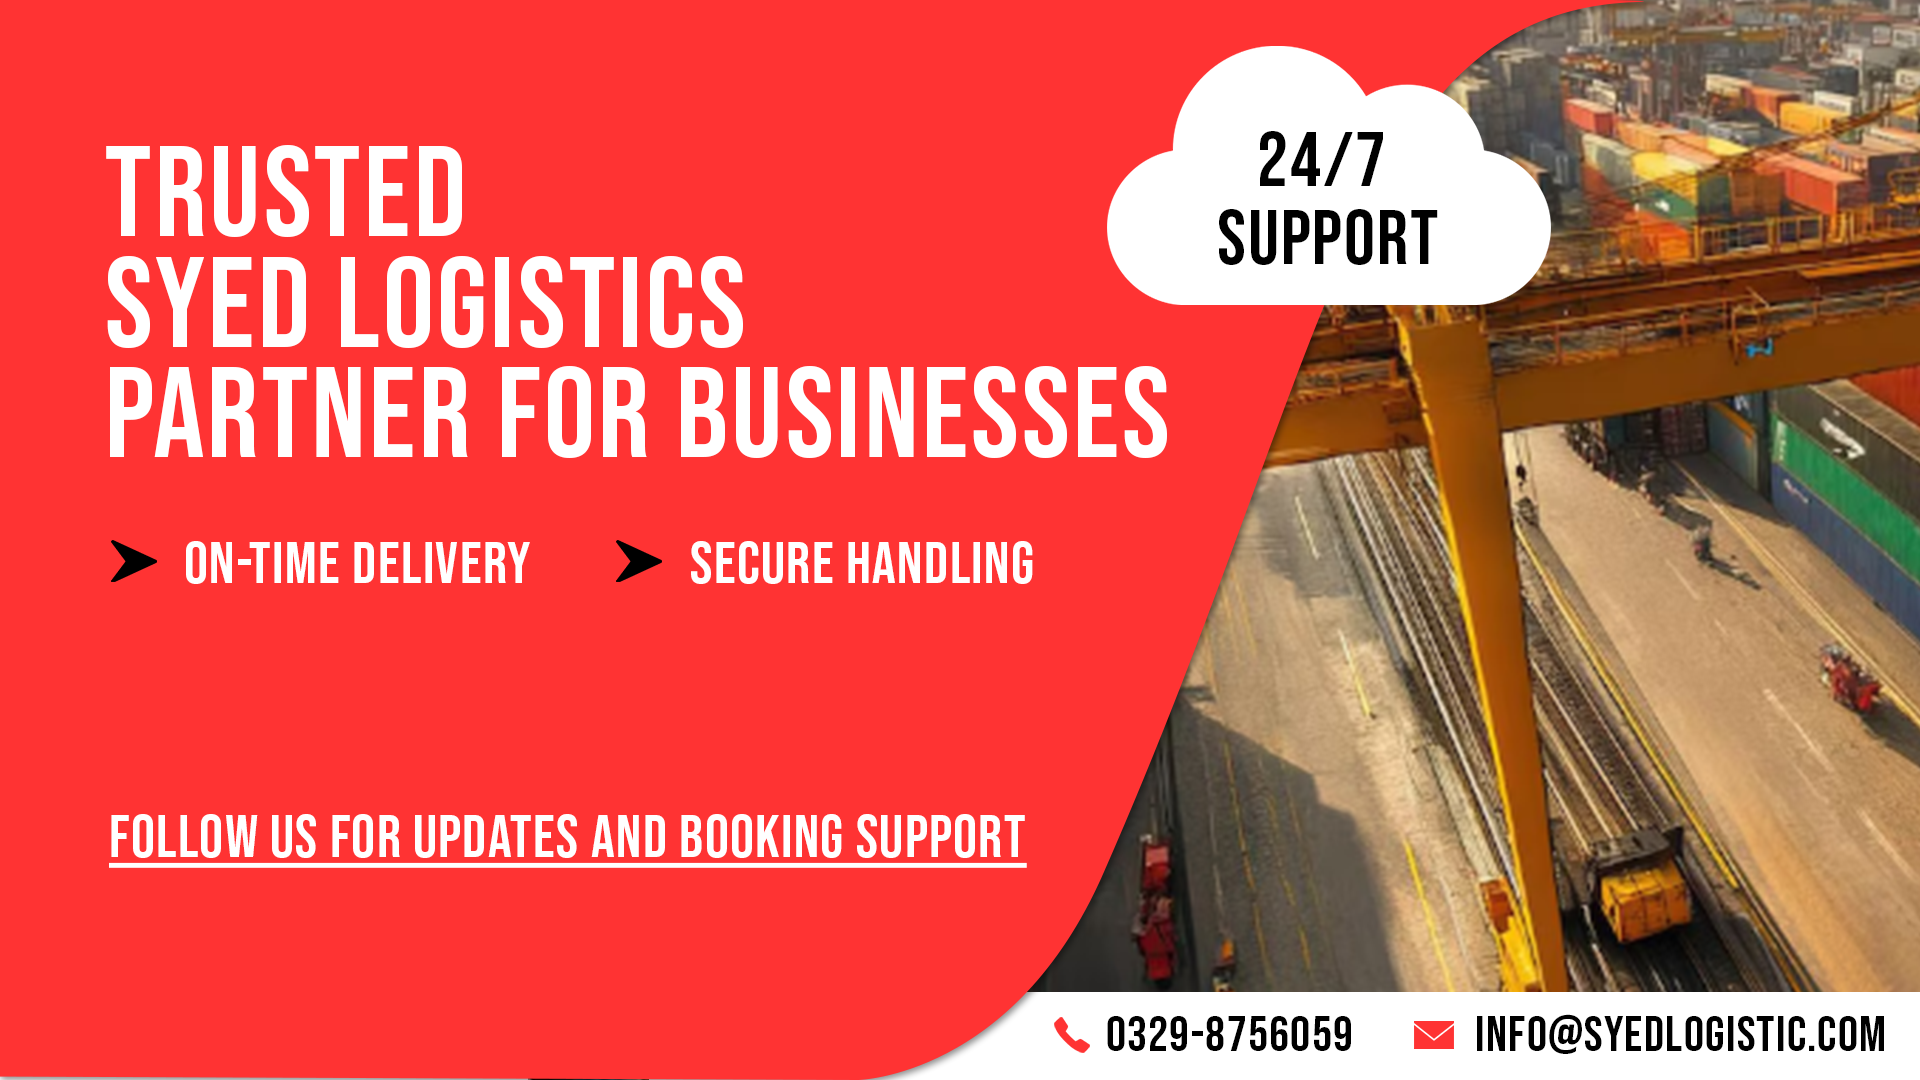 TRUSTED
SYED LOGISTICS
PARTNER FOR BUSINESSES
24/7
SUPPORT
ON-TIME DELIVERY
SECURE HANDLING
FOLLOW US FOR UPDATES AND BOOKING SUPPORT
0329-8756059
INFO@SYEDLOGISTIC.COM